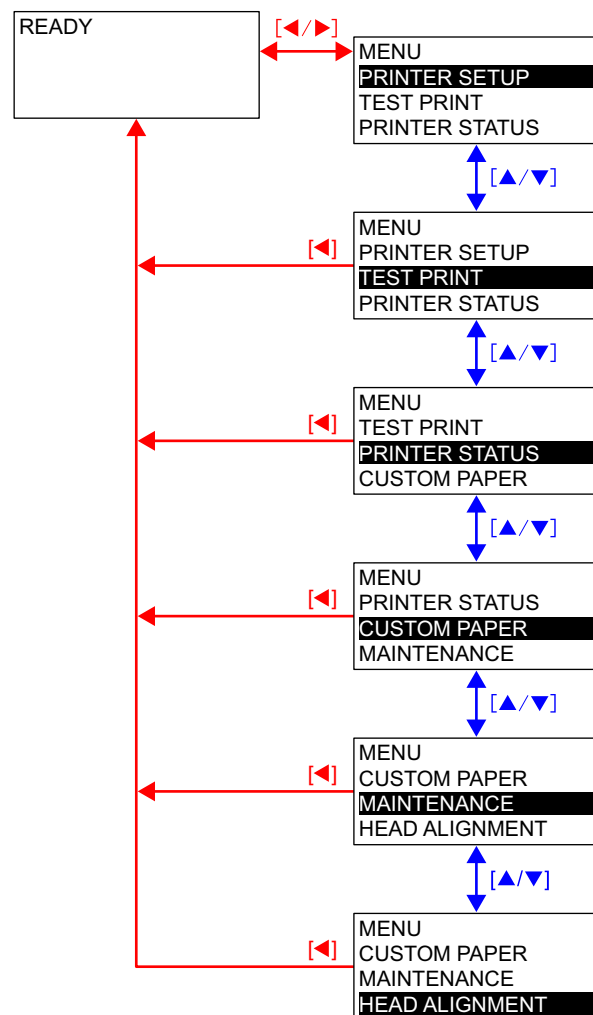 READY
[◀/▶]
MENU
PRINTER SETUP
TEST PRINT
PRINTER STATUS
[▲/▼]
MENU
PRINTER SETUP
TEST PRINT
PRINTER STATUS
[◀]
[▲/▼]
MENU
TEST PRINT
PRINTER STATUS
CUSTOM PAPER
[◀]
[▲/▼]
MENU
PRINTER STATUS
CUSTOM PAPER
MAINTENANCE
[◀]
[▲/▼]
MENU
CUSTOM PAPER
MAINTENANCE
HEAD ALIGNMENT
[◀]
[▲/▼]
MENU
CUSTOM PAPER
MAINTENANCE
HEAD ALIGNMENT
[◀]